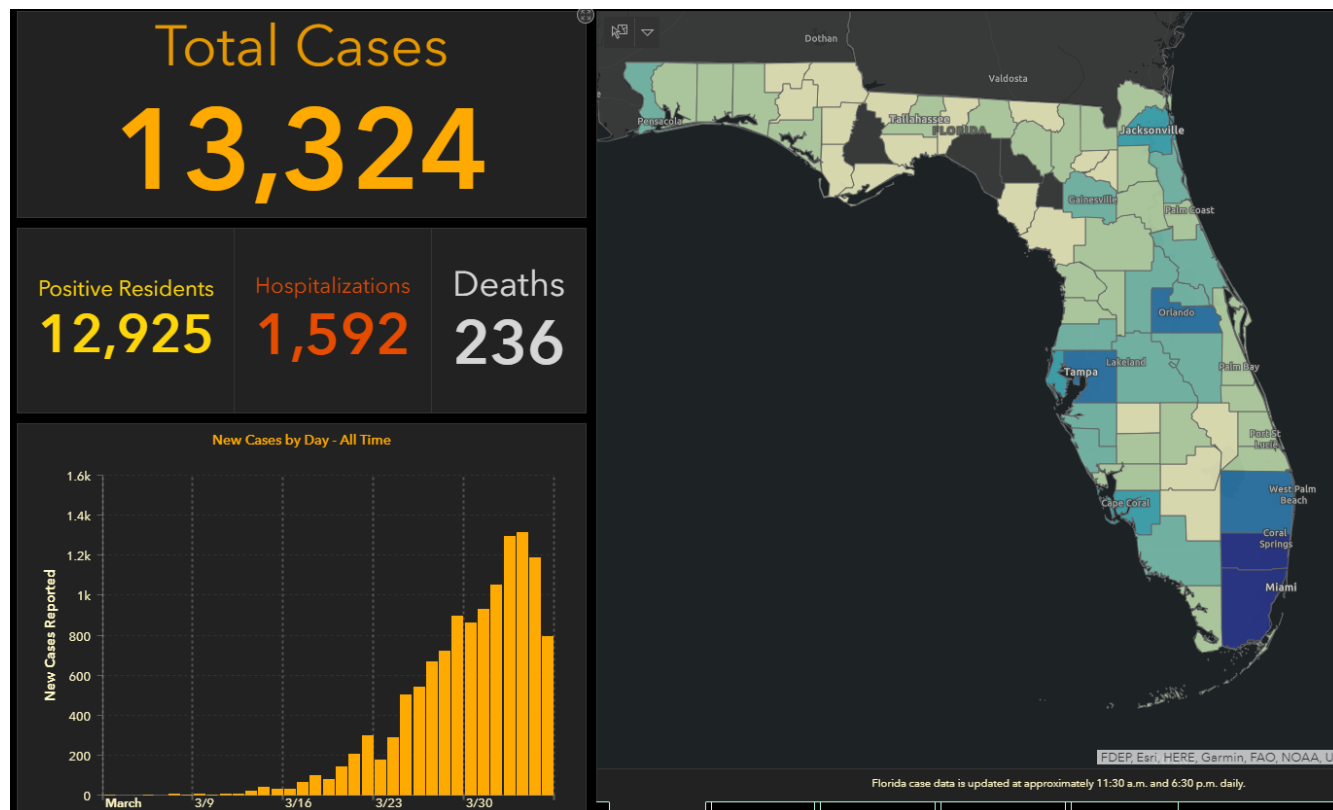 Total Cases
13,324
Positive Residents
12,925
Hospitalizations
1,592
Deaths
236
New Cases by Day - All Time
New Cases Reported
1.6k
1.4k
1.2k
1k
800
600
400
200
0
March
3/9
3/16
3/23
3/30
Dothan
Valdosta
Pensacola
Tallahassee
FLORIDA
Jacksonville
Gainesville
Palm Coast
Orlando
Lakeland
Tampa
Palm Bay
Port St
Lucie
Cape Coral
West Palm
Beach
Coral
Springs
Miami
FDEP, Esri, HERE, Garmin, FAO, NOAA, U
Florida case data is updated at approximately 11:30 a.m. and 6:30 p.m. daily.